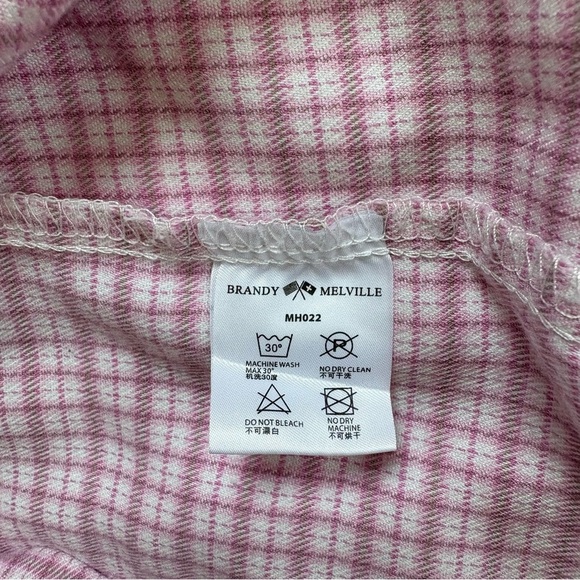 BRANDY MELVILLE
MH022
30°
R
MACHINE WASH
MAX 30°
机洗30度
NO DRY CLEAN
不可干洗
DO NOT BLEACH
不可漂白
NO DRY
MACHINE
不可烘干